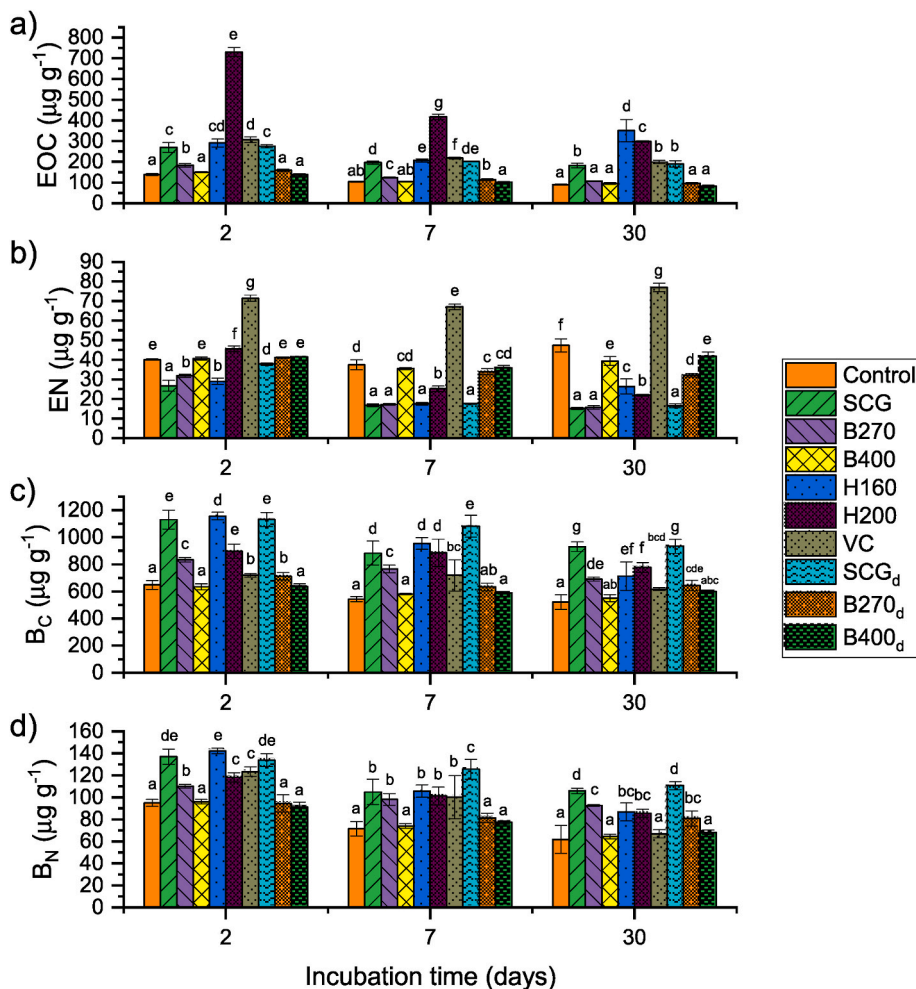 a)
EOC (µg g⁻¹)
800
700
600
500
400
300
200
100
0
a c b a cd e d c a a
ab d c ab e g f de b a
a b a a d c b b a a
2 7 30
b)
EN (µg g⁻¹)
90
80
70
60
50
40
30
20
10
0
e a b e b f g d e e
d a a cd a b e a c cd
f a a e c b g a d e
2 7 30
c)
B_C (µg g⁻¹)
1200
1000
800
600
400
200
0
a e c a d e b e b a
a d c a d d bc e ab a
a g de ab ef f bcd g cde abc
2 7 30
d)
B_N (µg g⁻¹)
160
140
120
100
80
60
40
20
0
a de b a e c c de a a
a b b a b b b c a a
a d c a bc bc a d bc a
2 7 30
Incubation time (days)
Control
SCG
B270
B400
H160
H200
VC
SCG_d
B270_d
B400_d